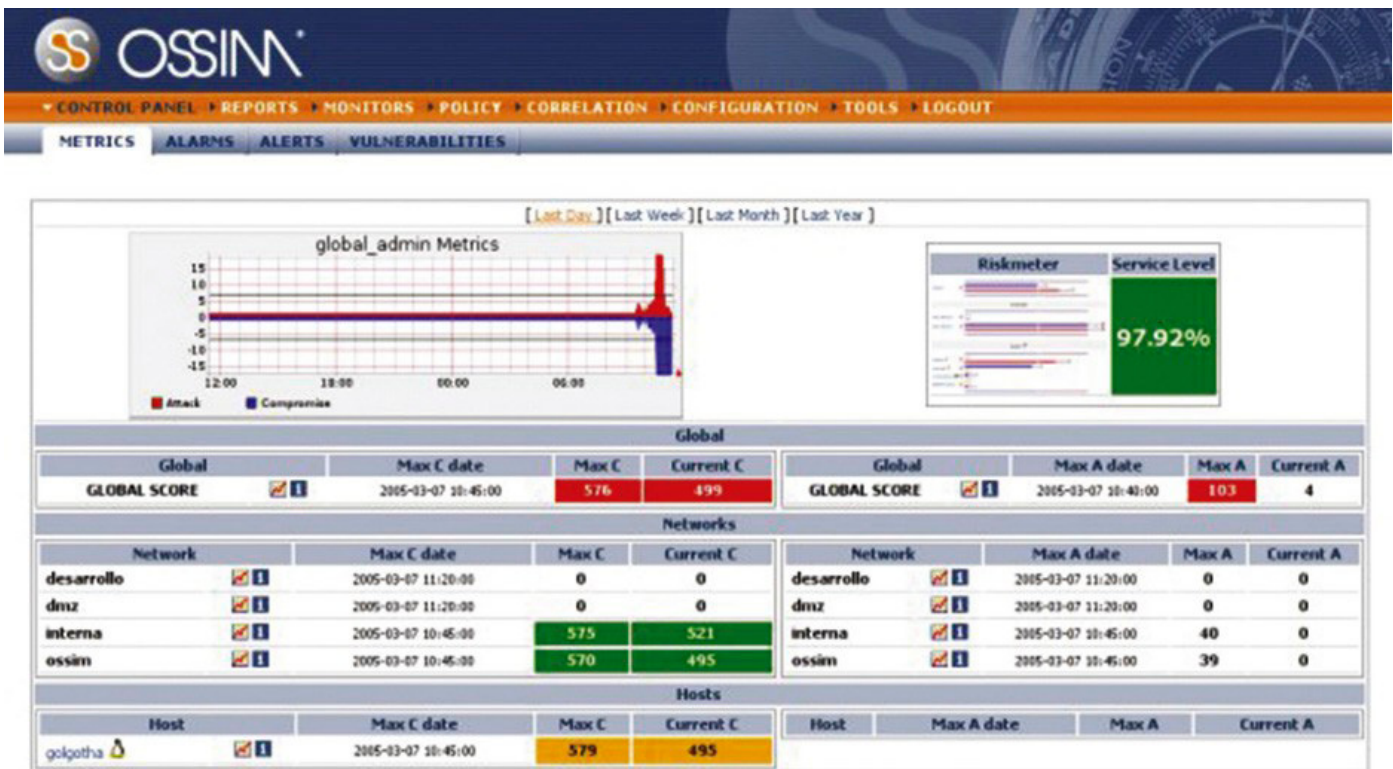 OSSIM
CONTROL PANEL REPORTS MONITORS POLICY CORRELATION CONFIGURATION TOOLS LOGOUT
METRICS ALARMS ALERTS VULNERABILITIES
[ Last Day ] [ Last Week ] [ Last Month ] [ Last Year ]
global_admin Metrics
15
10
5
0
-5
-10
-15
12:00 18:00 00:00 06:00
Attack Compromise
Riskmeter Service Level
97.92%
Global
Global Max C date Max C Current C Global Max A date Max A Current A
GLOBAL SCORE 2005-03-07 10:45:00 576 499 GLOBAL SCORE 2005-03-07 10:40:00 103 4
Networks
Network Max C date Max C Current C Network Max A date Max A Current A
desarrollo 2005-03-07 11:20:00 0 0 desarrollo 2005-03-07 11:20:00 0 0
dmz 2005-03-07 11:20:00 0 0 dmz 2005-03-07 11:20:00 0 0
interna 2005-03-07 10:45:00 575 521 interna 2005-03-07 10:45:00 40 0
ossim 2005-03-07 10:45:00 570 495 ossim 2005-03-07 10:45:00 39 0
Hosts
Host Max C date Max C Current C Host Max A date Max A Current A
golgotha 2005-03-07 10:45:00 579 495